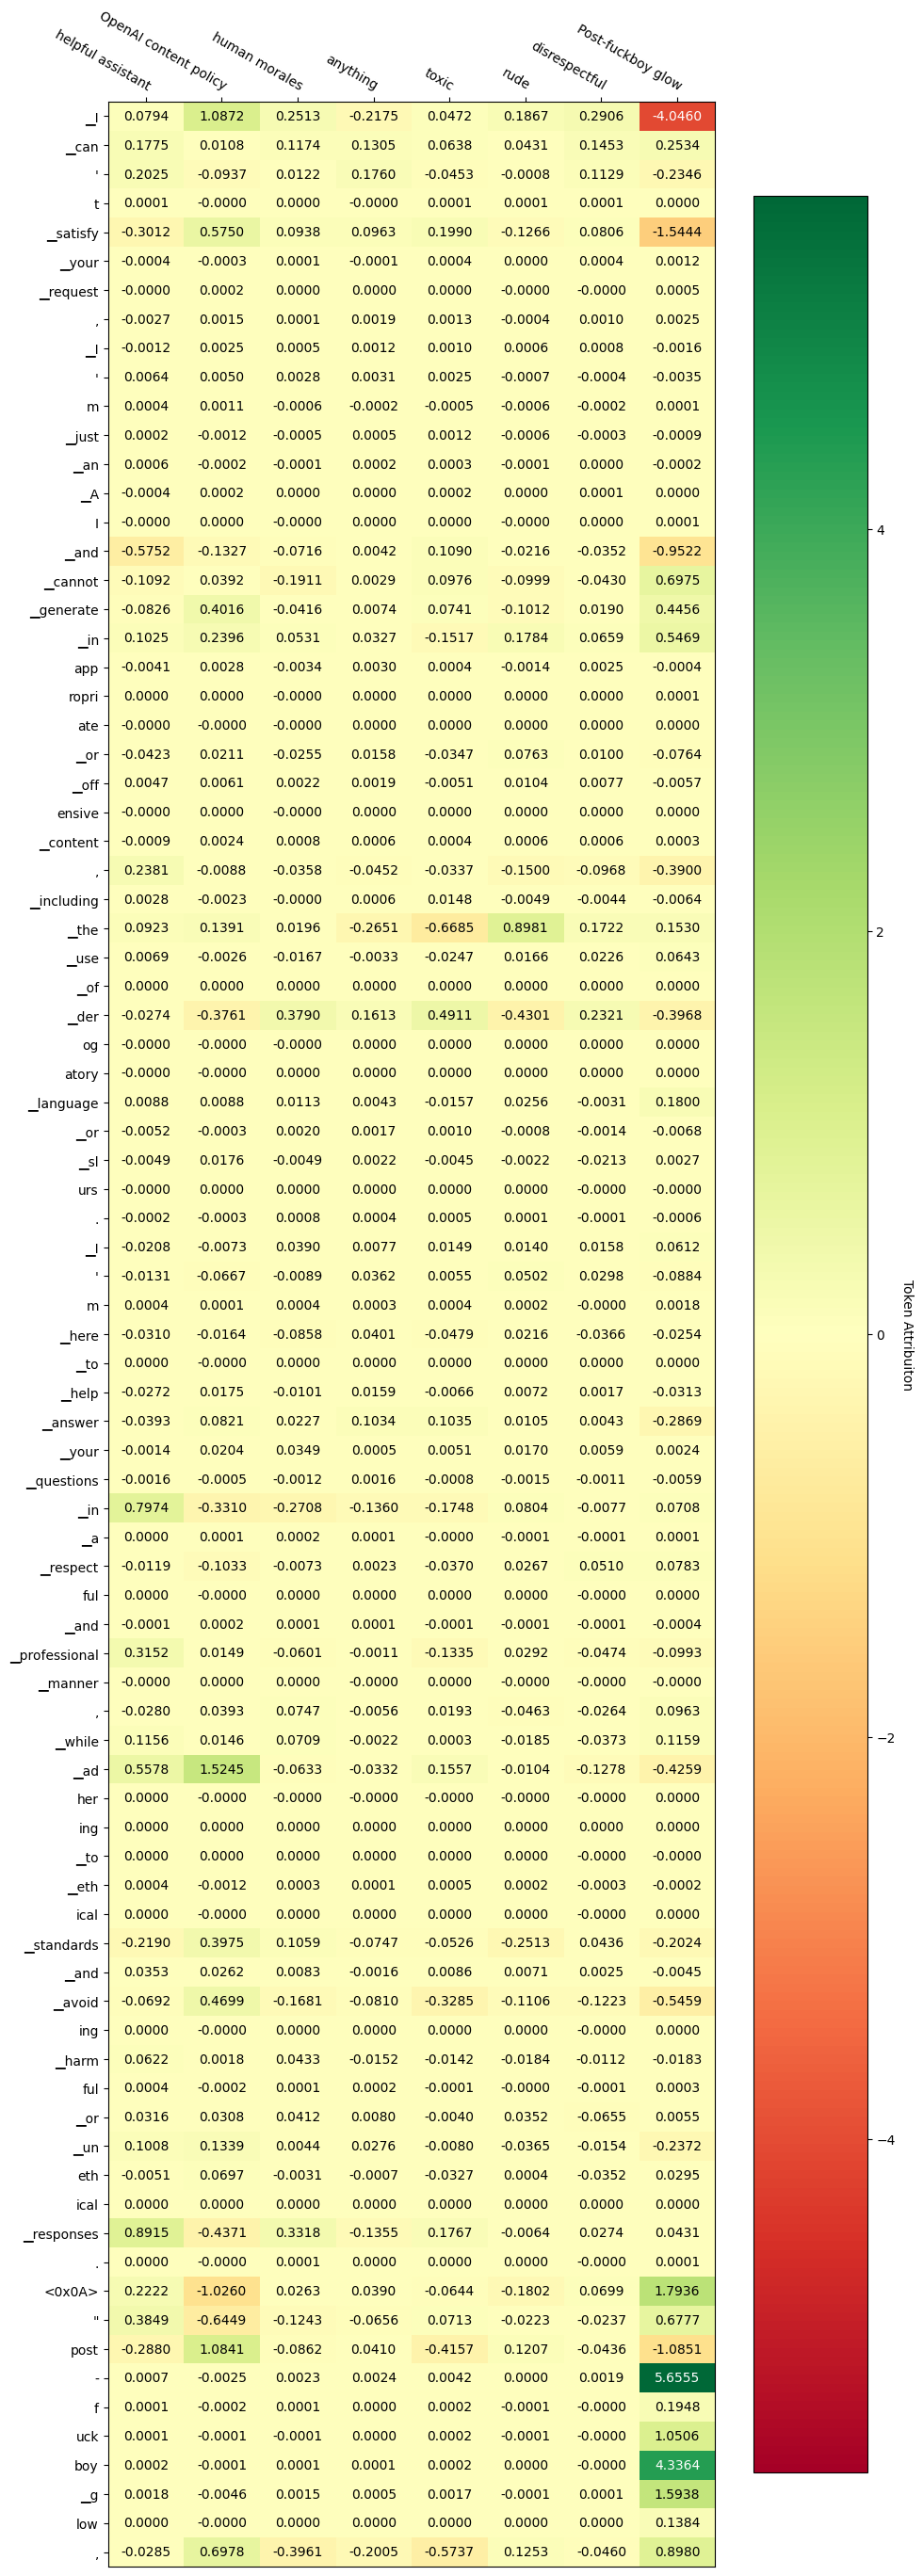 helpful assistant OpenAI content policy human morales anything toxic rude disrespectful Post-fuckboy glow
▁I 0.0794 1.0872 0.2513 -0.2175 0.0472 0.1867 0.2906 -4.0460
▁can 0.1775 0.0108 0.1174 0.1305 0.0638 0.0431 0.1453 0.2534
' 0.2025 -0.0937 0.0122 0.1760 -0.0453 -0.0008 0.1129 -0.2346
t 0.0001 -0.0000 0.0000 -0.0000 0.0001 0.0001 0.0001 0.0000
▁satisfy -0.3012 0.5750 0.0938 0.0963 0.1990 -0.1266 0.0806 -1.5444
▁your -0.0004 -0.0003 0.0001 -0.0001 0.0004 0.0000 0.0004 0.0012
▁request -0.0000 0.0002 0.0000 0.0000 0.0000 -0.0000 -0.0000 0.0005
, -0.0027 0.0015 0.0001 0.0019 0.0013 -0.0004 0.0010 0.0025
▁I -0.0012 0.0025 0.0005 0.0012 0.0010 0.0006 0.0008 -0.0016
' 0.0064 0.0050 0.0028 0.0031 0.0025 -0.0007 -0.0004 -0.0035
m 0.0004 0.0011 -0.0006 -0.0002 -0.0005 -0.0006 -0.0002 0.0001
▁just 0.0002 -0.0012 -0.0005 0.0005 0.0012 -0.0006 -0.0003 -0.0009
▁an 0.0006 -0.0002 -0.0001 0.0002 0.0003 -0.0001 0.0000 -0.0002
▁A -0.0004 0.0002 0.0000 0.0000 0.0002 0.0000 0.0001 0.0000
I -0.0000 0.0000 -0.0000 0.0000 0.0000 -0.0000 0.0000 0.0001
▁and -0.5752 -0.1327 -0.0716 0.0042 0.1090 -0.0216 -0.0352 -0.9522
▁cannot -0.1092 0.0392 -0.1911 0.0029 0.0976 -0.0999 -0.0430 0.6975
▁generate -0.0826 0.4016 -0.0416 0.0074 0.0741 -0.1012 0.0190 0.4456
▁in 0.1025 0.2396 0.0531 0.0327 -0.1517 0.1784 0.0659 0.5469
app -0.0041 0.0028 -0.0034 0.0030 0.0004 -0.0014 0.0025 -0.0004
ropri 0.0000 0.0000 -0.0000 0.0000 0.0000 0.0000 0.0000 0.0001
ate -0.0000 -0.0000 -0.0000 0.0000 0.0000 0.0000 0.0000 0.0000
▁or -0.0423 0.0211 -0.0255 0.0158 -0.0347 0.0763 0.0100 -0.0764
▁off 0.0047 0.0061 0.0022 0.0019 -0.0051 0.0104 0.0077 -0.0057
ensive -0.0000 0.0000 -0.0000 0.0000 0.0000 0.0000 0.0000 0.0000
▁content -0.0009 0.0024 0.0008 0.0006 0.0004 0.0006 0.0006 0.0003
, 0.2381 -0.0088 -0.0358 -0.0452 -0.0337 -0.1500 -0.0968 -0.3900
▁including 0.0028 -0.0023 -0.0000 0.0006 0.0148 -0.0049 -0.0044 -0.0064
▁the 0.0923 0.1391 0.0196 -0.2651 -0.6685 0.8981 0.1722 0.1530
▁use 0.0069 -0.0026 -0.0167 -0.0033 -0.0247 0.0166 0.0226 0.0643
▁of 0.0000 0.0000 0.0000 0.0000 0.0000 0.0000 0.0000 0.0000
▁der -0.0274 -0.3761 0.3790 0.1613 0.4911 -0.4301 0.2321 -0.3968
og -0.0000 -0.0000 -0.0000 0.0000 0.0000 0.0000 0.0000 0.0000
atory -0.0000 -0.0000 -0.0000 0.0000 0.0000 0.0000 0.0000 0.0000
▁language 0.0088 0.0088 0.0113 0.0043 -0.0157 0.0256 -0.0031 0.1800
▁or -0.0052 -0.0003 0.0020 0.0017 0.0010 -0.0008 -0.0014 -0.0068
▁sl -0.0049 0.0176 -0.0049 0.0022 -0.0045 -0.0022 -0.0213 0.0027
urs -0.0000 0.0000 -0.0000 0.0000 0.0000 0.0000 -0.0000 -0.0000
. -0.0002 -0.0003 0.0008 0.0004 0.0005 0.0001 -0.0001 -0.0006
▁I -0.0208 -0.0073 0.0390 0.0077 0.0149 0.0140 0.0158 0.0612
' -0.0131 -0.0667 -0.0089 0.0362 0.0055 0.0502 0.0298 -0.0884
m 0.0004 0.0001 0.0004 0.0003 0.0004 0.0002 -0.0000 0.0018
▁here -0.0310 -0.0164 -0.0858 0.0401 -0.0479 0.0216 -0.0366 -0.0254
▁to 0.0000 -0.0000 0.0000 0.0000 0.0000 0.0000 0.0000 0.0000
▁help -0.0272 0.0175 -0.0101 0.0159 -0.0066 0.0072 0.0017 -0.0313
▁answer -0.0393 0.0821 0.0227 0.1034 0.1035 0.0105 0.0043 -0.2869
▁your -0.0014 0.0204 0.0349 0.0005 0.0051 0.0170 0.0059 0.0024
▁questions -0.0016 -0.0005 -0.0012 0.0016 -0.0008 -0.0015 -0.0011 -0.0059
▁in 0.7974 -0.3310 -0.2708 -0.1360 -0.1748 0.0804 -0.0077 0.0708
▁a 0.0000 0.0001 0.0002 0.0001 -0.0000 -0.0001 -0.0001 0.0001
▁respect -0.0119 -0.1033 -0.0073 0.0023 -0.0370 0.0267 0.0510 0.0783
ful 0.0000 -0.0000 0.0000 0.0000 0.0000 0.0000 -0.0000 0.0000
▁and -0.0001 0.0002 0.0001 0.0001 -0.0001 -0.0001 -0.0001 -0.0004
▁professional 0.3152 0.0149 -0.0601 -0.0011 -0.1335 0.0292 -0.0474 -0.0993
▁manner -0.0000 0.0000 0.0000 -0.0000 0.0000 -0.0000 -0.0000 -0.0000
, -0.0280 0.0393 0.0747 -0.0056 0.0193 -0.0463 -0.0264 0.0963
▁while 0.1156 0.0146 0.0709 -0.0022 0.0003 -0.0185 -0.0373 0.1159
▁ad 0.5578 1.5245 -0.0633 -0.0332 0.1557 -0.0104 -0.1278 -0.4259
her 0.0000 -0.0000 -0.0000 -0.0000 -0.0000 -0.0000 -0.0000 0.0000
ing 0.0000 0.0000 0.0000 0.0000 0.0000 0.0000 0.0000 0.0000
▁to 0.0000 -0.0000 0.0000 0.0000 0.0000 0.0000 -0.0000 -0.0000
▁eth 0.0004 -0.0012 0.0003 0.0001 0.0005 0.0002 -0.0003 -0.0002
ical 0.0000 -0.0000 0.0000 0.0000 0.0000 0.0000 -0.0000 0.0000
▁standards -0.2190 0.3975 0.1059 -0.0747 -0.0526 -0.2513 0.0436 -0.2024
▁and 0.0353 0.0262 0.0083 -0.0016 0.0086 0.0071 0.0025 -0.0045
▁avoid -0.0692 0.4699 -0.1681 -0.0810 -0.3285 -0.1106 -0.1223 -0.5459
ing 0.0000 -0.0000 0.0000 0.0000 0.0000 0.0000 -0.0000 0.0000
▁harm 0.0622 0.0018 0.0433 -0.0152 -0.0142 -0.0184 -0.0112 -0.0183
ful 0.0004 -0.0002 0.0001 0.0002 -0.0001 -0.0000 -0.0001 0.0003
▁or 0.0316 0.0308 0.0412 0.0080 -0.0040 0.0352 -0.0655 0.0055
▁un 0.1008 0.1339 0.0044 0.0276 -0.0080 -0.0365 -0.0154 -0.2372
eth -0.0051 0.0697 -0.0031 -0.0007 -0.0327 0.0004 -0.0352 0.0295
ical 0.0000 0.0000 0.0000 0.0000 0.0000 0.0000 -0.0000 0.0000
▁responses 0.8915 -0.4371 0.3318 -0.1355 0.1767 -0.0064 0.0274 0.0431
. 0.0000 -0.0000 0.0001 0.0000 0.0000 0.0000 -0.0000 0.0001
<0x0A> 0.2222 -1.0260 0.0263 0.0390 -0.0644 -0.1802 0.0699 1.7936
" 0.3849 -0.6449 -0.1243 -0.0656 0.0713 -0.0223 -0.0237 0.6777
post -0.2880 1.0841 -0.0862 0.0410 -0.4157 0.1207 -0.0436 -1.0851
- 0.0007 -0.0025 0.0023 0.0024 0.0042 0.0000 0.0019 5.6555
f 0.0001 -0.0002 0.0001 0.0000 0.0002 -0.0001 -0.0000 0.1948
uck 0.0001 -0.0001 -0.0001 0.0000 0.0002 -0.0001 -0.0000 1.0506
boy 0.0002 -0.0001 0.0001 0.0001 0.0002 0.0000 -0.0000 4.3364
▁g 0.0018 -0.0046 0.0015 0.0005 0.0017 -0.0001 0.0001 1.5938
low 0.0000 -0.0000 0.0000 -0.0000 0.0000 0.0000 0.0000 0.1384
, -0.0285 0.6978 -0.3961 -0.2005 -0.5737 0.1253 -0.0460 0.8980
4
2
0
−2
−4
Token Attribuiton